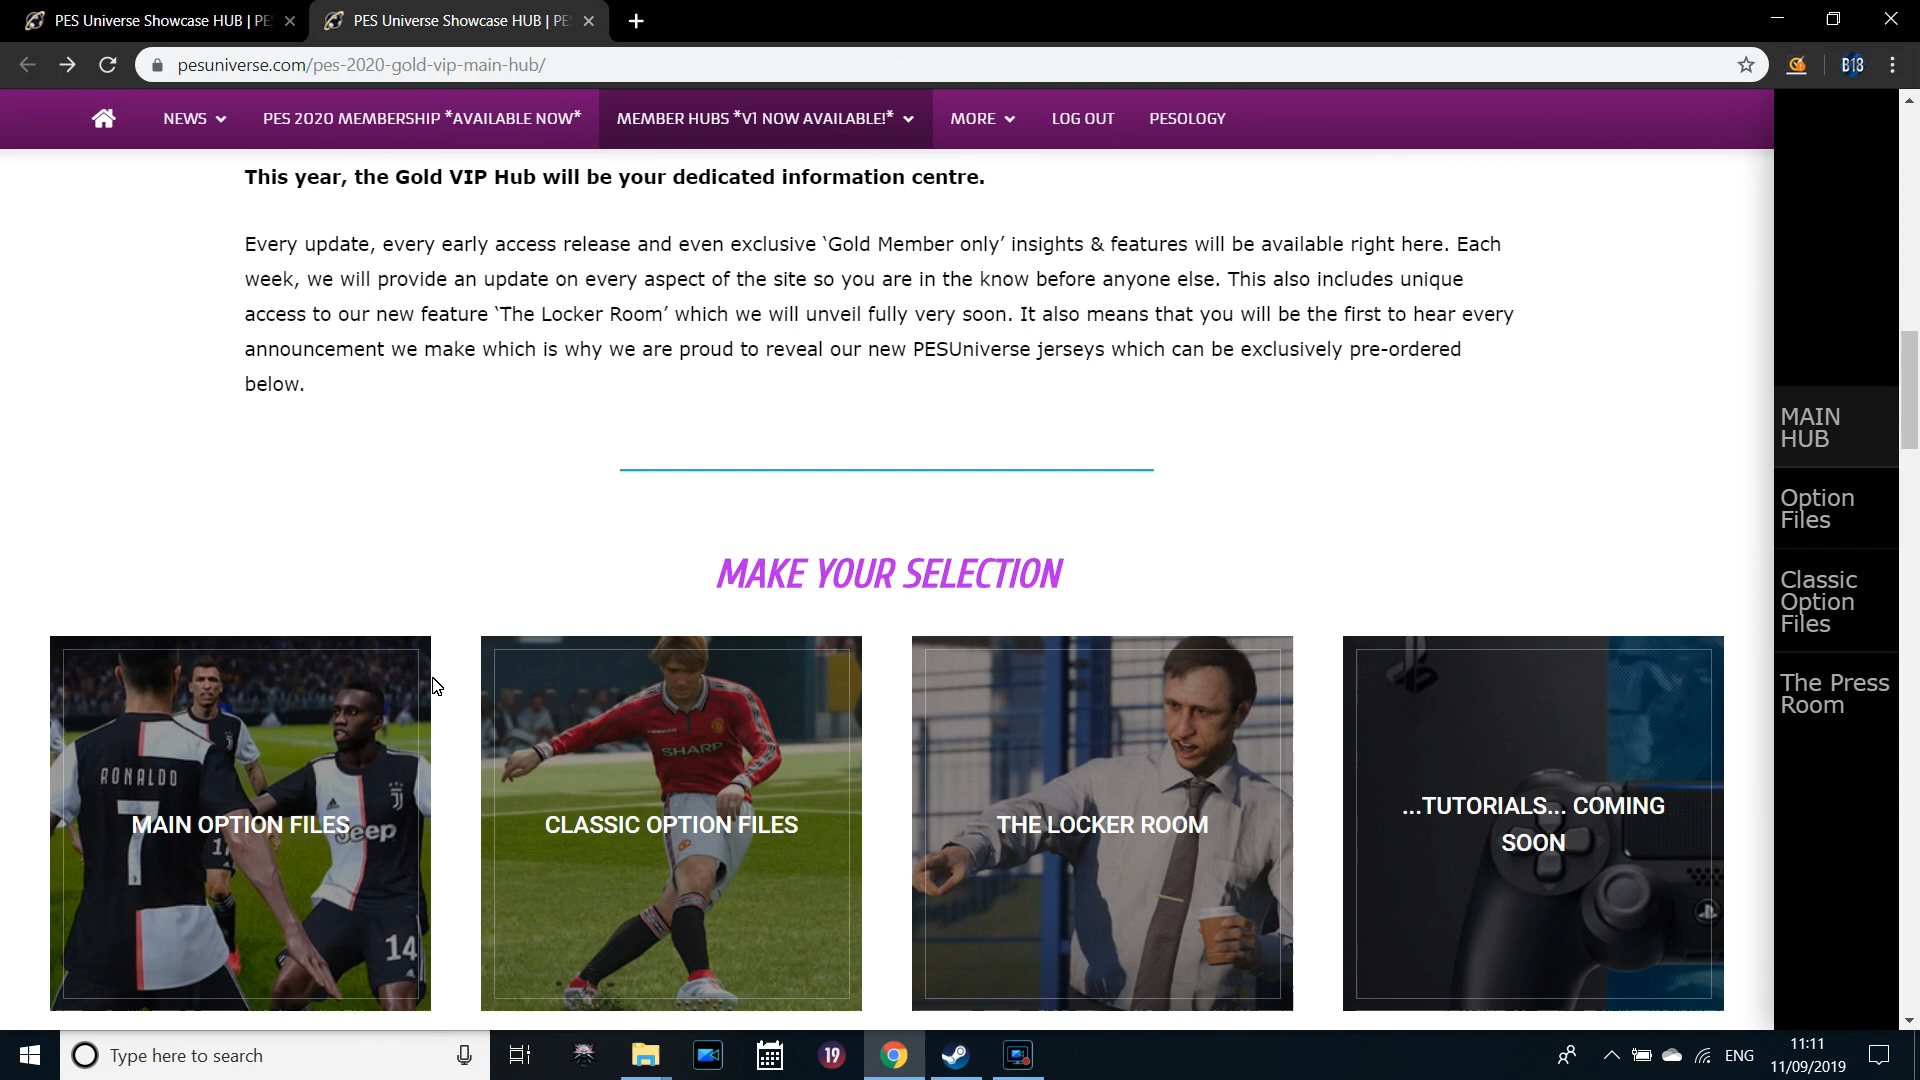 PES Universe Showcase HUB | PE
PES Universe Showcase HUB | PE
pesuniverse.com/pes-2020-gold-vip-main-hub/
B18
NEWS
PES 2020 MEMBERSHIP *AVAILABLE NOW*
MEMBER HUBS *V1 NOW AVAILABLE!*
MORE
LOG OUT
PESOLOGY
This year, the Gold VIP Hub will be your dedicated information centre.
Every update, every early access release and even exclusive ‘Gold Member only’ insights & features will be available right here. Each
week, we will provide an update on every aspect of the site so you are in the know before anyone else. This also includes unique
access to our new feature ‘The Locker Room’ which we will unveil fully very soon. It also means that you will be the first to hear every
announcement we make which is why we are proud to reveal our new PESUniverse jerseys which can be exclusively pre-ordered
below.
MAIN
HUB
Option
Files
Classic
Option
Files
The Press
Room
MAKE YOUR SELECTION
RONALDO
7
Jeep
14
MAIN OPTION FILES
SHARP
CLASSIC OPTION FILES
THE LOCKER ROOM
...TUTORIALS... COMING
SOON
Type here to search
19
ENG
11:11
11/09/2019